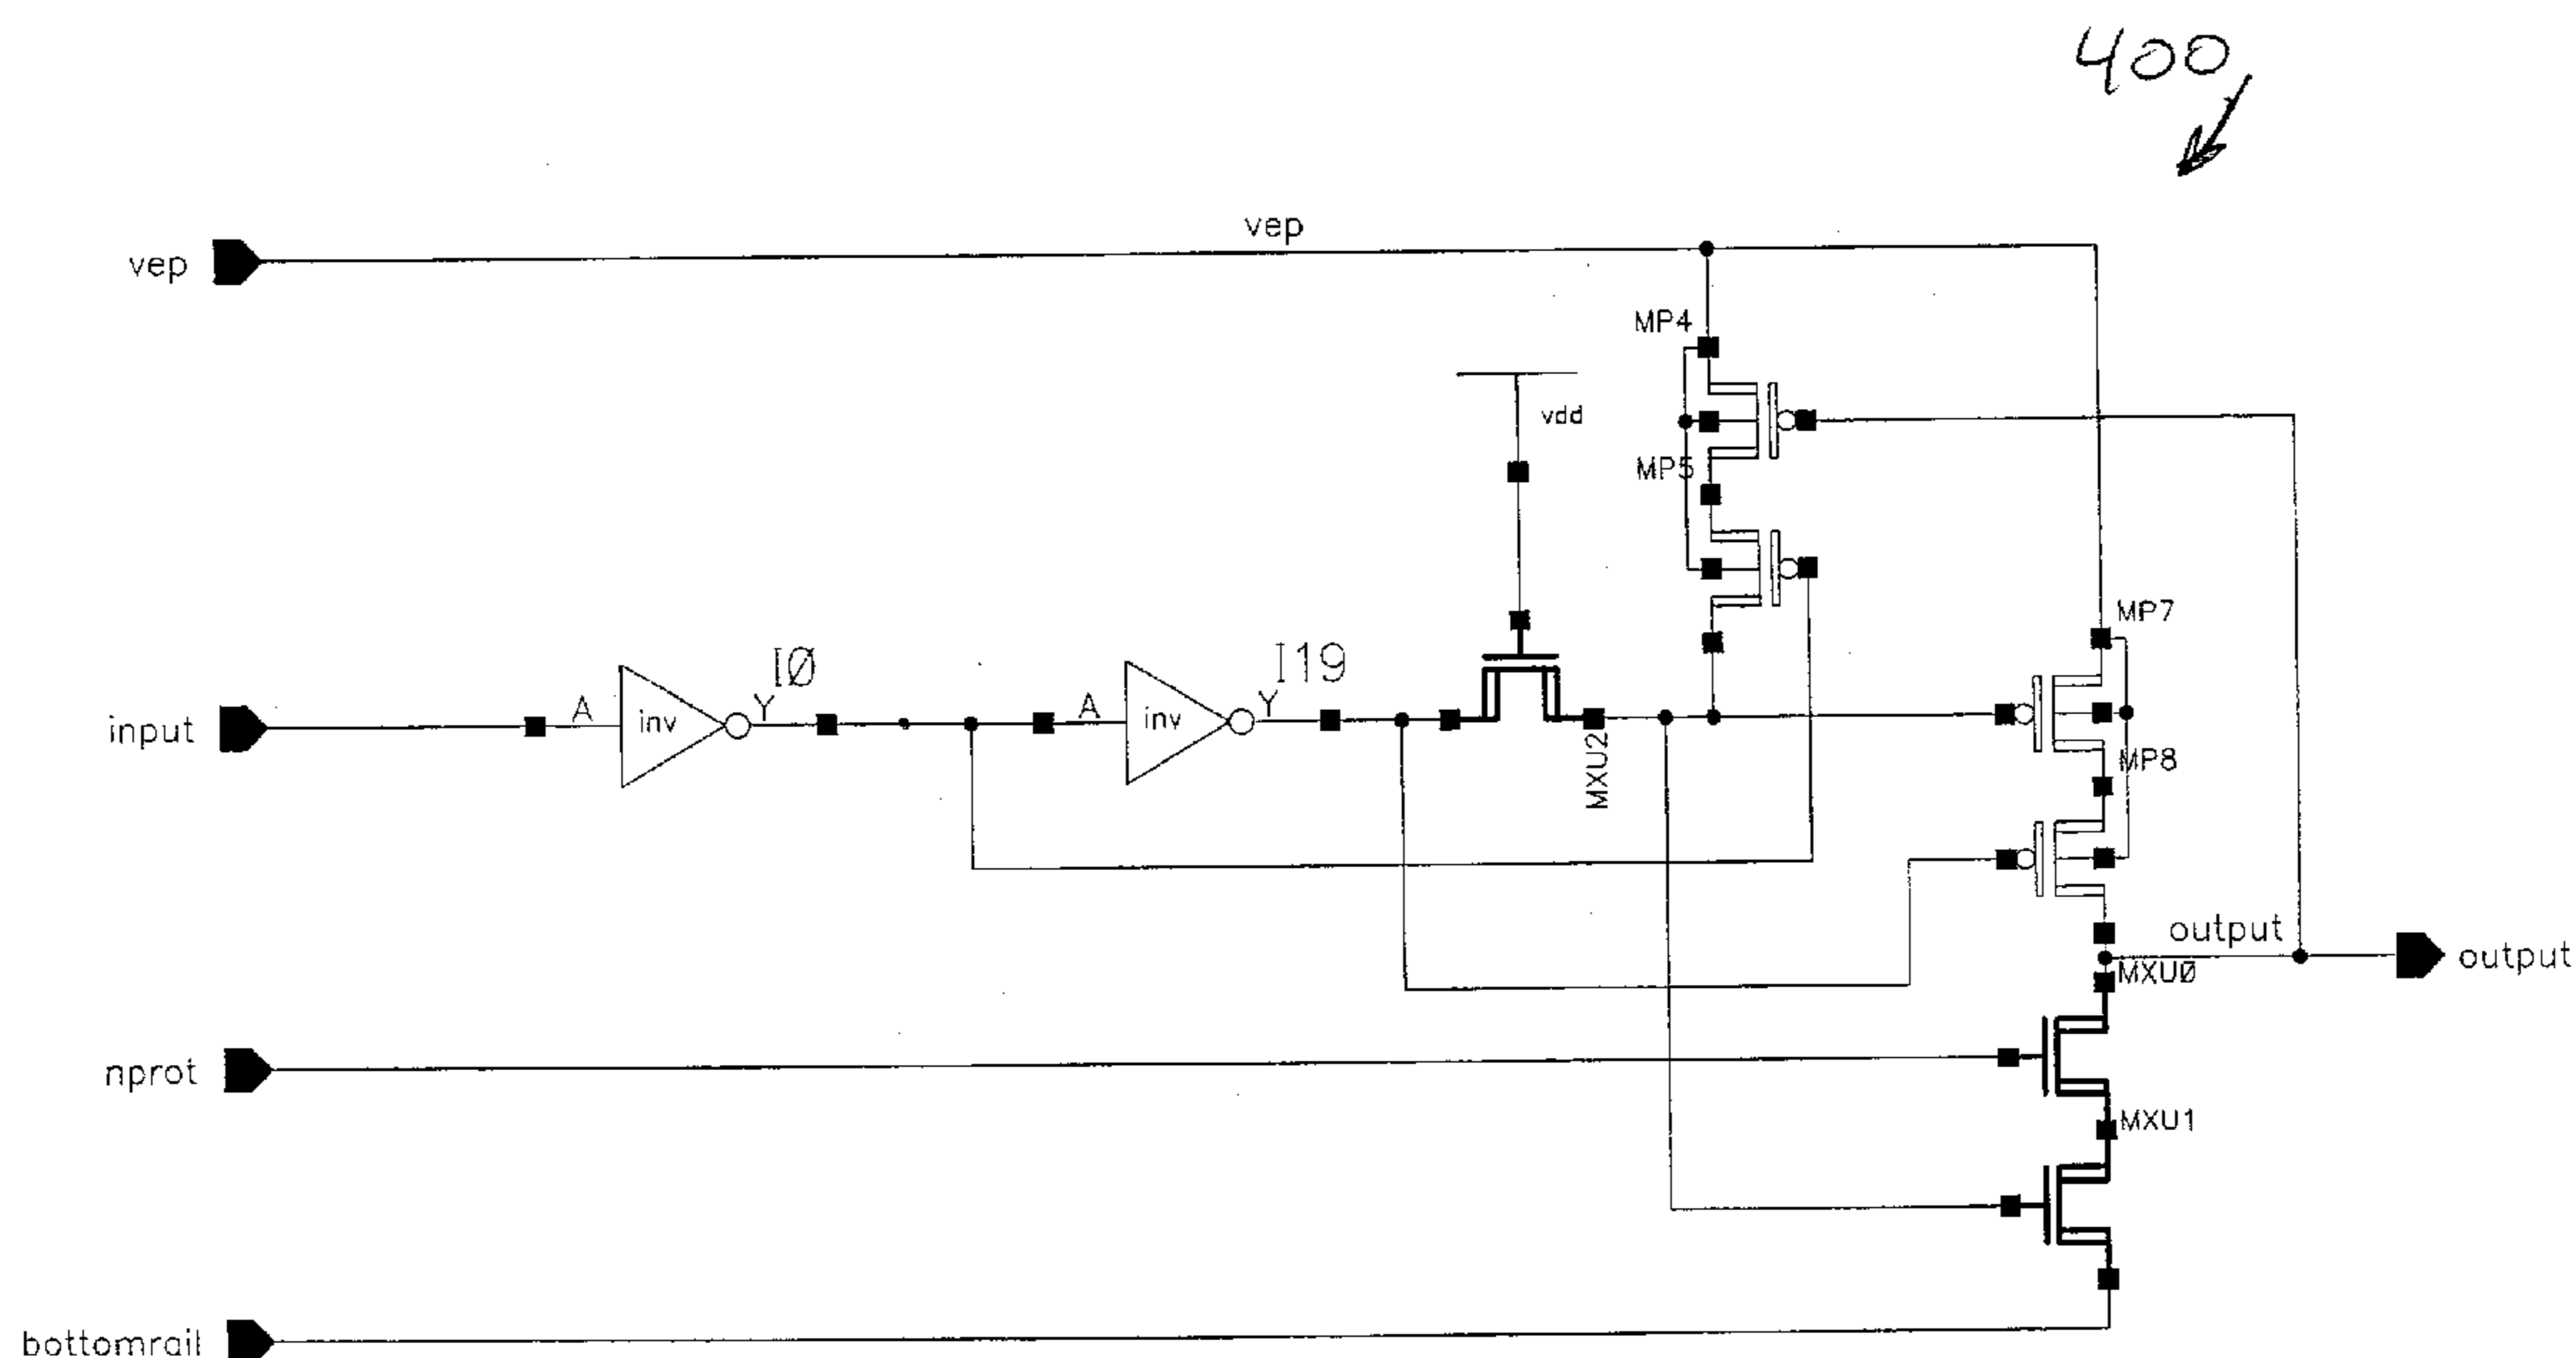 400
vep
vep
MP4
vdd
MP5
MP7
I0
I19
A
inv
Y
A
inv
Y
input
MXU2
MP8
output
output
MXU0
nprot
MXU1
bottomrail